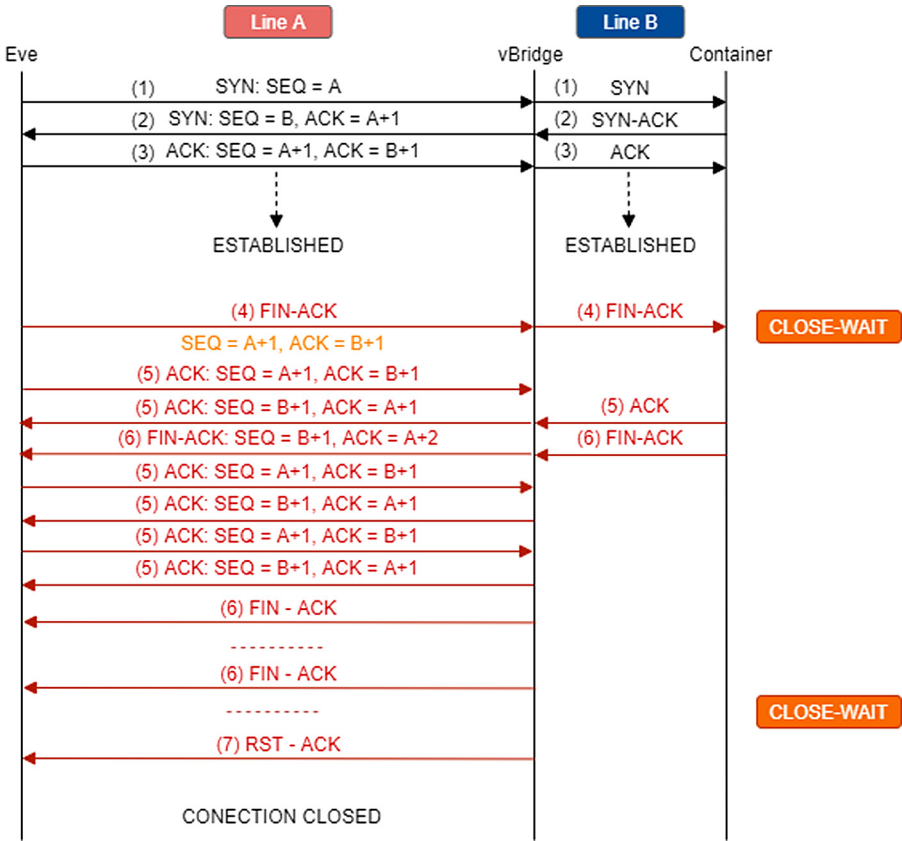 Line A
Line B
Eve
vBridge
Container
(1) SYN: SEQ = A
(1) SYN
(2) SYN: SEQ = B, ACK = A+1
(2) SYN-ACK
(3) ACK: SEQ = A+1, ACK = B+1
(3) ACK
ESTABLISHED
ESTABLISHED
(4) FIN-ACK
(4) FIN-ACK
CLOSE-WAIT
SEQ = A+1, ACK = B+1
(5) ACK: SEQ = A+1, ACK = B+1
(5) ACK: SEQ = B+1, ACK = A+1
(5) ACK
(6) FIN-ACK: SEQ = B+1, ACK = A+2
(6) FIN-ACK
(5) ACK: SEQ = A+1, ACK = B+1
(5) ACK: SEQ = B+1, ACK = A+1
(5) ACK: SEQ = A+1, ACK = B+1
(5) ACK: SEQ = B+1, ACK = A+1
(6) FIN - ACK
----------
(6) FIN - ACK
----------
CLOSE-WAIT
(7) RST - ACK
CONECTION CLOSED